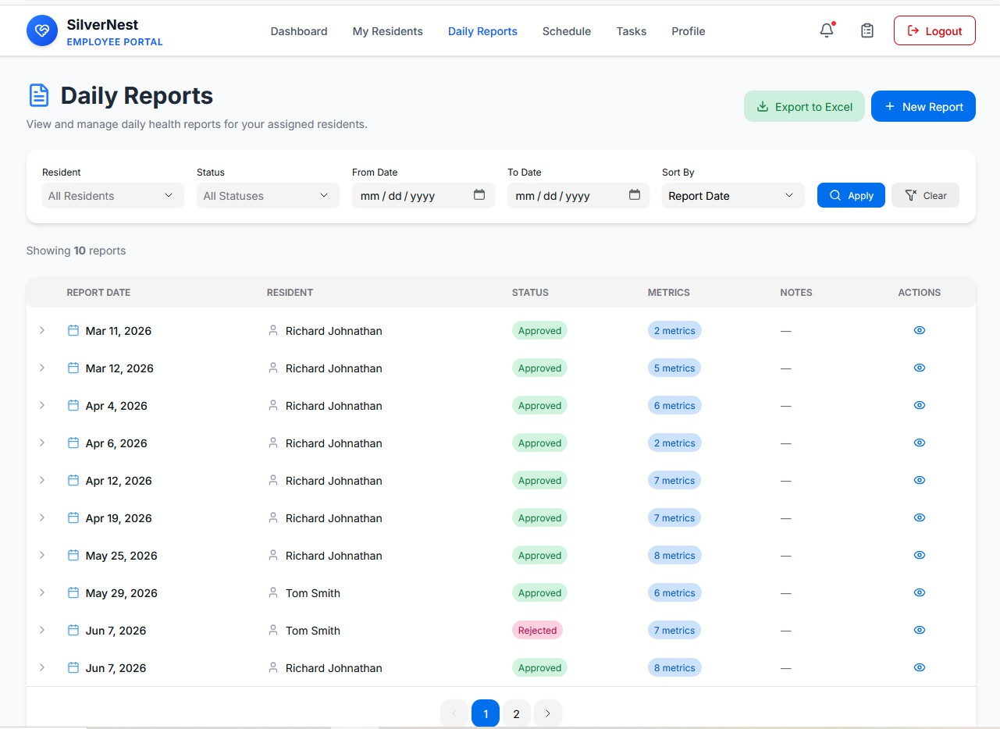 SilverNest
EMPLOYEE PORTAL
Dashboard My Residents Daily Reports Schedule Tasks Profile Logout
Daily Reports
View and manage daily health reports for your assigned residents.
Export to Excel + New Report
Resident Status From Date To Date Sort By
All Residents All Statuses mm/dd/yyyy mm/dd/yyyy Report Date Apply Clear
Showing 10 reports
REPORT DATE RESIDENT STATUS METRICS NOTES ACTIONS
Mar 11, 2026 Richard Johnathan Approved 2 metrics —
Mar 12, 2026 Richard Johnathan Approved 5 metrics —
Apr 4, 2026 Richard Johnathan Approved 6 metrics —
Apr 6, 2026 Richard Johnathan Approved 2 metrics —
Apr 12, 2026 Richard Johnathan Approved 7 metrics —
Apr 19, 2026 Richard Johnathan Approved 7 metrics —
May 25, 2026 Richard Johnathan Approved 8 metrics —
May 29, 2026 Tom Smith Approved 6 metrics —
Jun 7, 2026 Tom Smith Rejected 7 metrics —
Jun 7, 2026 Richard Johnathan Approved 8 metrics —
1 2